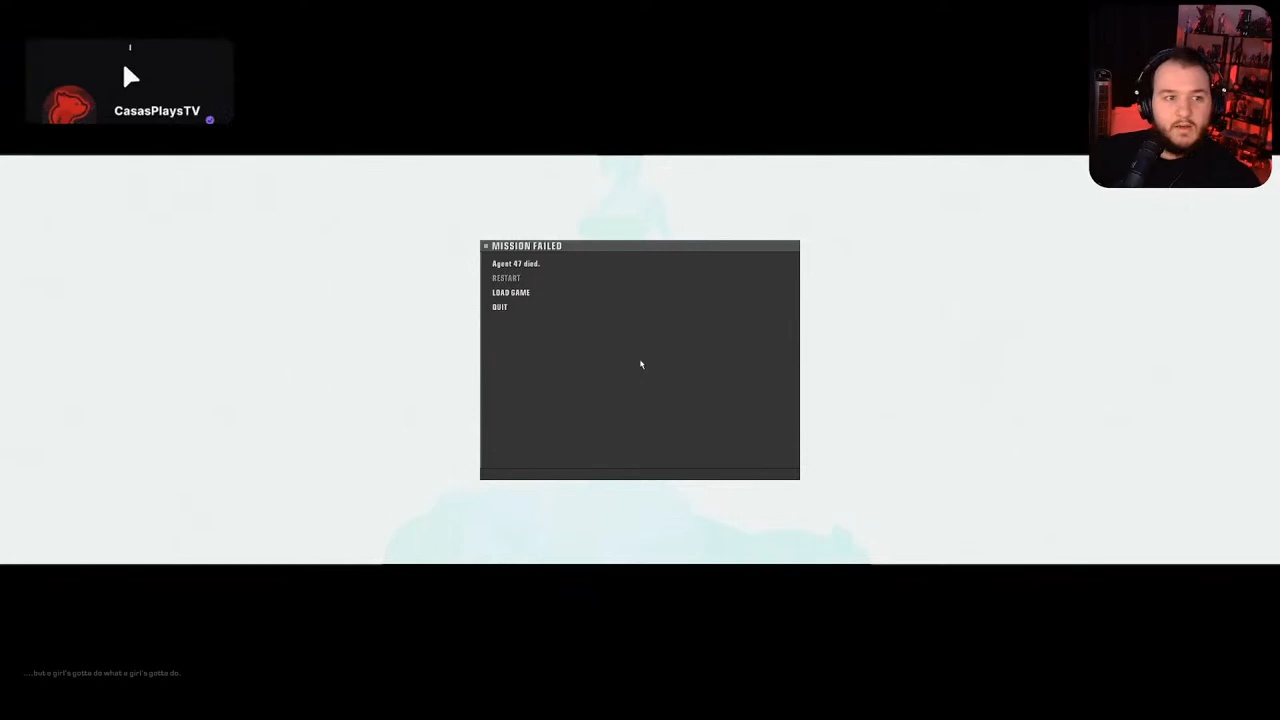 CasasPlaysTV
MISSION FAILED
Agent 47 died.
RESTART
LOAD GAME
QUIT
....but a girl's gotta do what a girl's gotta do.